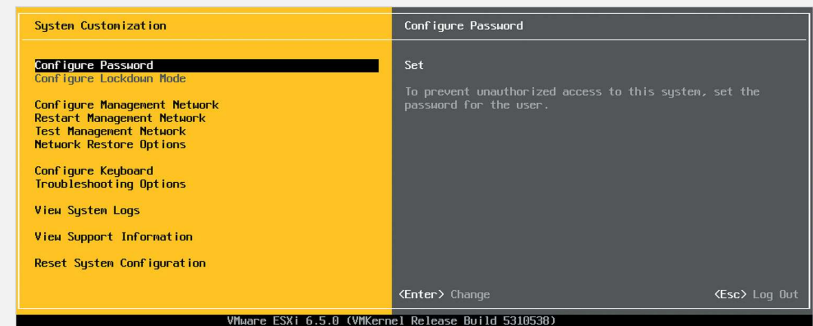 System Customization
Configure Password
Configure Lockdown Mode
Configure Management Network
Restart Management Network
Test Management Network
Network Restore Options
Configure Keyboard
Troubleshooting Options
View System Logs
View Support Information
Reset System Configuration
Configure Password
Set
To prevent unauthorized access to this system, set the
password for the user.
<Enter> Change
<Esc> Log Out
VMware ESXi 6.5.0 (VMKernel Release Build 5310538)